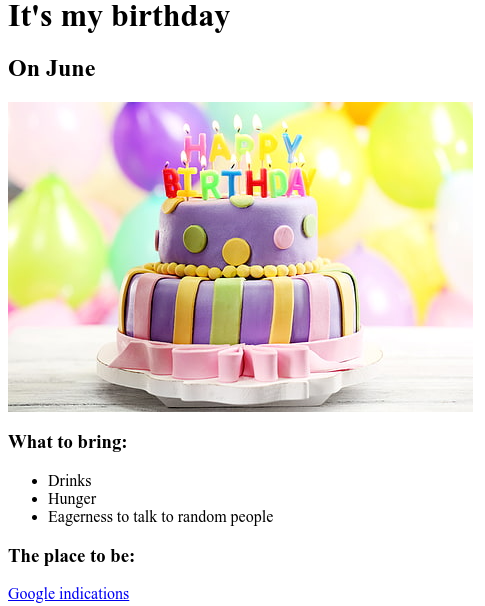 It's my birthday
On June
HAPPY
BIRTHDAY
What to bring:
Drinks
Hunger
Eagerness to talk to random people
The place to be:
Google indications